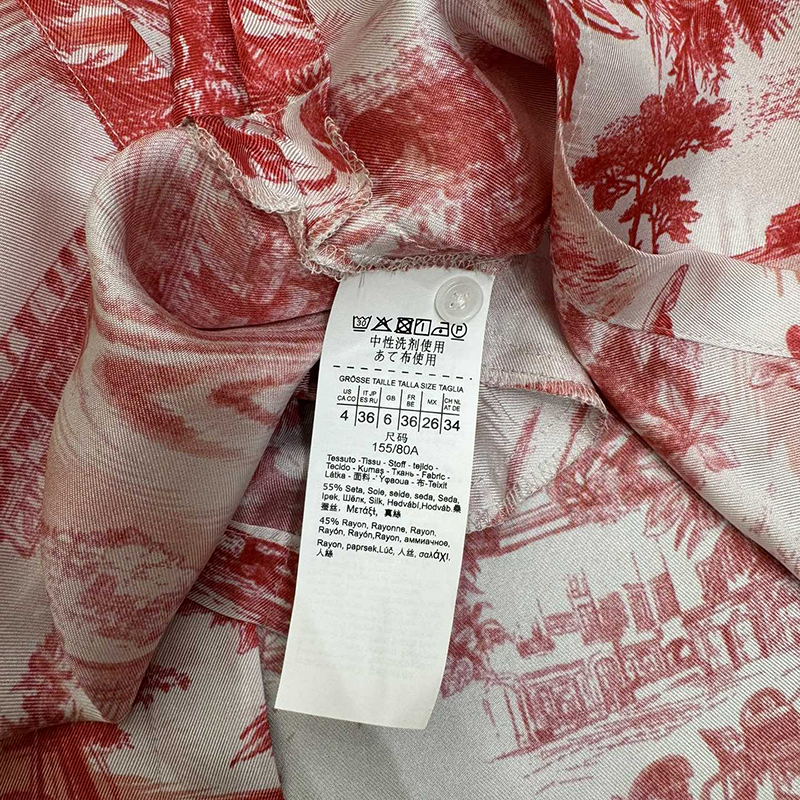 30 P
中性洗剤使用
あて布使用
GRÖSSE TAILLE TALLA SIZE TAGLIA
US CA CO IT JP ES RU GB FR BE MX CH NL AT DE
4 36 6 36 26 34
尺码
155/80A
Tessuto -Tissu - Stoff - tejido -
Tecido - Kumaş - Ткань - Fabric -
Látka - 面料 -'Yφαουα - 布-Teixit
55% Seta, Soie, seide, seda, Seda,
Ipek, Шёлк, Silk, Hedvábí,Hodváb.桑
蚕丝, Μετάξι, 真絲
45% Rayon, Rayonne, Rayon,
Rayón, Rayón,Rayon, аммиачное,
Rayon, paprsek,Lúč, 人丝, σαλάχι,
人絲